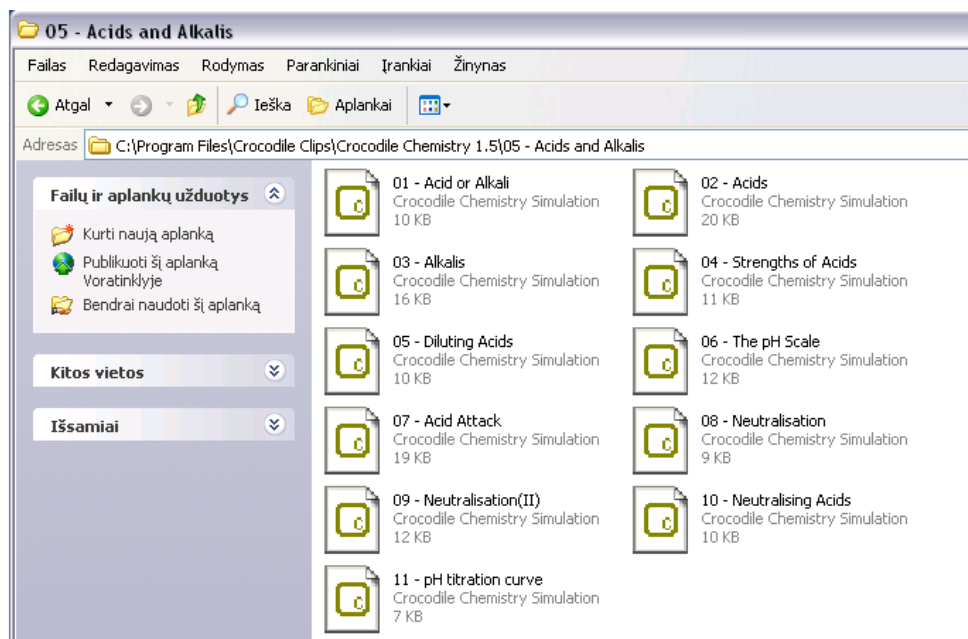 05 - Acids and Alkalis
Failas Redagavimas Rodymas Parankiniai Įrankiai Žinynas
Atgal Ieška Aplankai
Adresas C:\Program Files\Crocodile Clips\Crocodile Chemistry 1.5\05 - Acids and Alkalis
Failų ir aplankų užduotys
Kurti naują aplanką
Publikuoti šį aplanką
Voratinklyje
Bendrai naudoti šį aplanką
Kitos vietos
Išsamiai
01 - Acid or Alkali
Crocodile Chemistry Simulation
10 KB
02 - Acids
Crocodile Chemistry Simulation
20 KB
03 - Alkalis
Crocodile Chemistry Simulation
16 KB
04 - Strengths of Acids
Crocodile Chemistry Simulation
11 KB
05 - Diluting Acids
Crocodile Chemistry Simulation
10 KB
06 - The pH Scale
Crocodile Chemistry Simulation
12 KB
07 - Acid Attack
Crocodile Chemistry Simulation
19 KB
08 - Neutralisation
Crocodile Chemistry Simulation
9 KB
09 - Neutralisation(II)
Crocodile Chemistry Simulation
12 KB
10 - Neutralising Acids
Crocodile Chemistry Simulation
10 KB
11 - pH titration curve
Crocodile Chemistry Simulation
7 KB